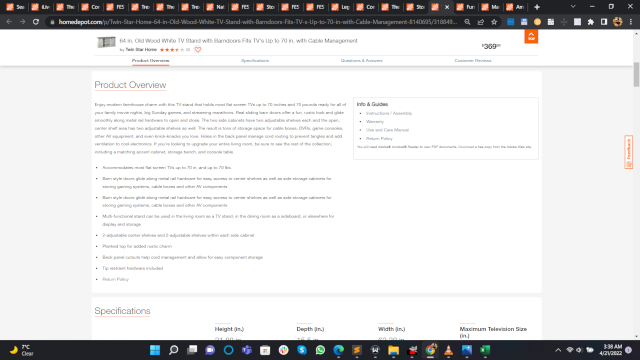 homedepot.com/p/Twin-Star-Home-64-in-Old-Wood-White-TV-Stand-with-Barndoors-Fits-TV-s-Up-to-70-in-with-Cable-Management-8140695/318849...
64 in. Old Wood White TV Stand with Barndoors Fits TV's Up to 70 in. with Cable Management
by Twin Star Home
$369
Product Overview Specifications Questions & Answers Customer Reviews
Product Overview
Enjoy modern farmhouse charm with this TV stand that holds most flat screen TVs up to 70 inches and 70 pounds ready for all of
your family movie nights, big Sunday games, and streaming marathons. Real sliding barn doors offer a fun, rustic look and glide
smoothly along metal rail hardware to open and close. The two side cabinets have two adjustable shelves each and the open,
center shelf area has two adjustable shelves as well. The result is tons of storage space for cable boxes, DVRs, game consoles,
other AV equipment, and even knick-knacks you love. Holes in the back panel manage cord routing to prevent tangles and add
ventilation to cool electronics. If you're looking to upgrade your entire living room, be sure to see the rest of the collection,
including a matching accent cabinet, storage bench, and console table.
Info & Guides
Instructions / Assembly
Warranty
Use and Care Manual
Return Policy
You will need Adobe® Acrobat® Reader to view PDF documents. Download a free copy from the Adobe Web site.
Accommodates most flat screen TVs up to 70 in. and up to 70 lbs.
Barn style doors glide along metal rail hardware for easy access to center shelves as well as side storage cabinets for
storing gaming systems, cable boxes and other AV components
Barn style doors glide along metal rail hardware for easy access to center shelves as well as side storage cabinets for
storing gaming systems, cable boxes and other AV components
Multi-functional stand can be used in the living room as a TV stand, in the dining room as a sideboard, or elsewhere for
display and storage
2-adjustable center shelves and 2-adjustable shelves within each side cabinet
Planked top for added rustic charm
Back panel cutouts help cord management and allow for easy component storage
Tip-restraint hardware included
Return Policy
Feedback
Specifications
Height (in.) Depth (in.) Width (in.) Maximum Television Size
(in.)
7°C
Clear
3:38 AM
4/21/2022